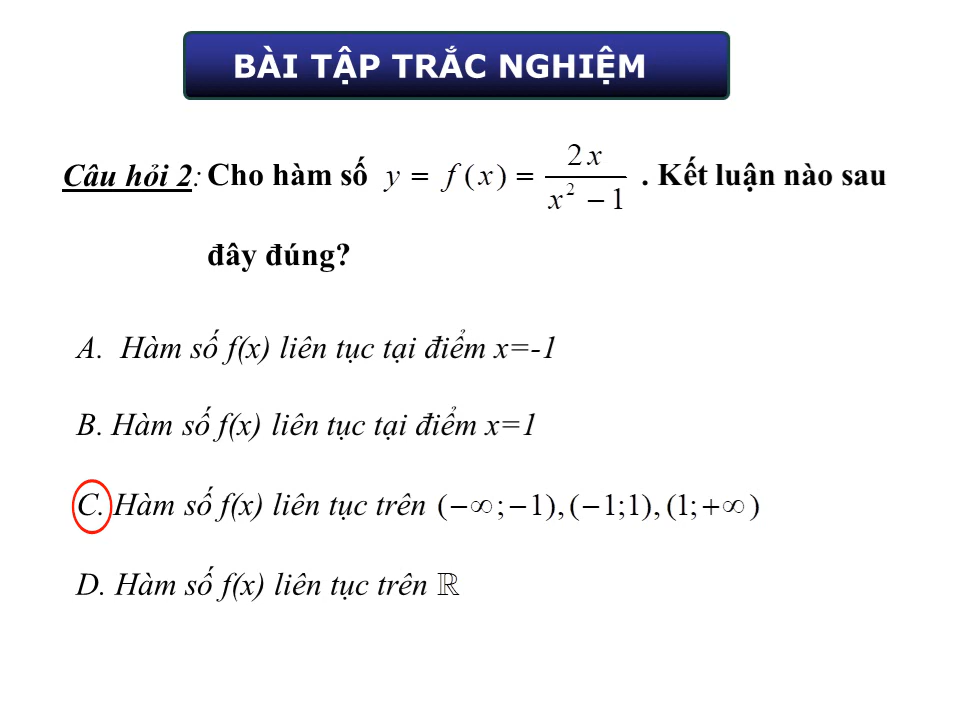 BÀI TẬP TRẮC NGHIỆM
Câu hỏi 2: Cho hàm số y = f(x) = 2x / (x² − 1) . Kết luận nào sau
đây đúng?
A. Hàm số f(x) liên tục tại điểm x=-1
B. Hàm số f(x) liên tục tại điểm x=1
C. Hàm số f(x) liên tục trên (−∞;−1),(−1;1),(1;+∞)
D. Hàm số f(x) liên tục trên ℝ